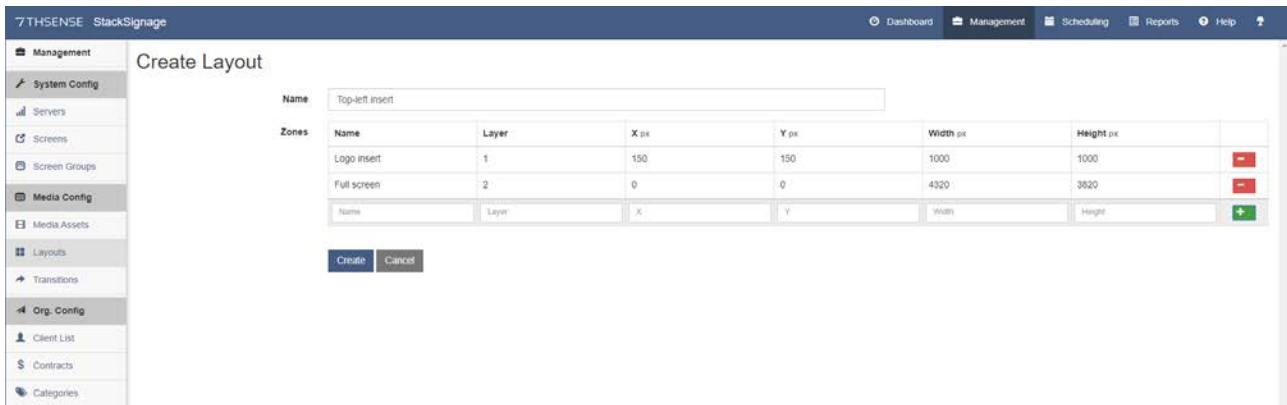 7THSENSE StackSignage
Dashboard Management Scheduling Reports Help
Management
System Config
Servers
Screens
Screen Groups
Media Config
Media Assets
Layouts
Transitions
Org. Config
Client List
$ Contracts
Categories
Create Layout
Name Top-left insert
Zones
Name Layer X px Y px Width px Height px
Logo insert 1 150 150 1000 1000
Full screen 2 0 0 4320 3820
Name Layer X Y Width Height
Create Cancel